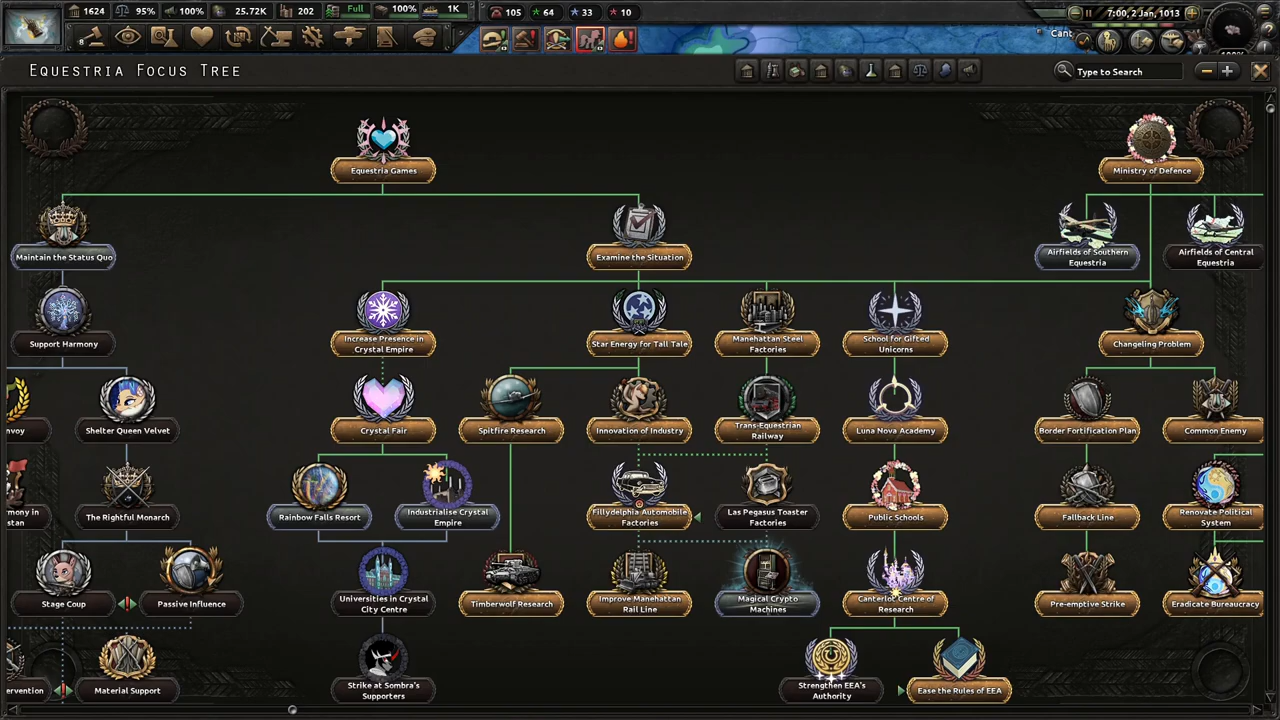 1624
95%
100%
25.72K
202
Full
100%
1K
105
64
33
10
7:00, 2 Jan, 1013
8
Cant
EQUESTRIA FOCUS TREE
Type to Search
Equestria Games
Ministry of Defence
Maintain the Status Quo
Examine the Situation
Airfields of Southern
Equestria
Airfields of Central
Equestria
Support Harmony
Increase Presence in
Crystal Empire
Star Energy for Tall Tale
Manehattan Steel
Factories
School for Gifted
Unicorns
Changeling Problem
nvoy
Shelter Queen Velvet
Crystal Fair
Spitfire Research
Innovation of Industry
Trans-Equestrian
Railway
Luna Nova Academy
Border Fortification Plan
Common Enemy
rmony in
stan
The Rightful Monarch
Rainbow Falls Resort
Industrialise Crystal
Empire
Fillydelphia Automobile
Factories
Las Pegasus Toaster
Factories
Public Schools
Fallback Line
Renovate Political
System
Stage Coup
Passive Influence
Universities in Crystal
City Centre
Timberwolf Research
Improve Manehattan
Rail Line
Magical Crypto
Machines
Canterlot Centre of
Research
Pre-emptive Strike
Eradicate Bureaucracy
ervention
Material Support
Strike at Sombra's
Supporters
Strengthen EEA's
Authority
Ease the Rules of EEA